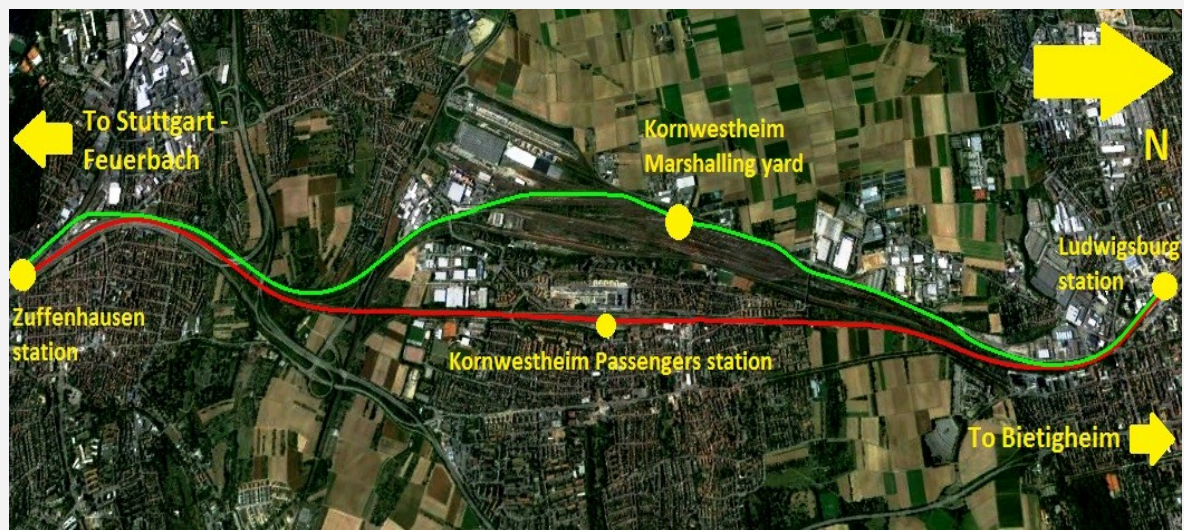 To Stuttgart -
Feuerbach
Kornwestheim
Marshalling yard
N
Ludwigsburg
station
Zuffenhausen
station
Kornwestheim Passengers station
To Bietigheim